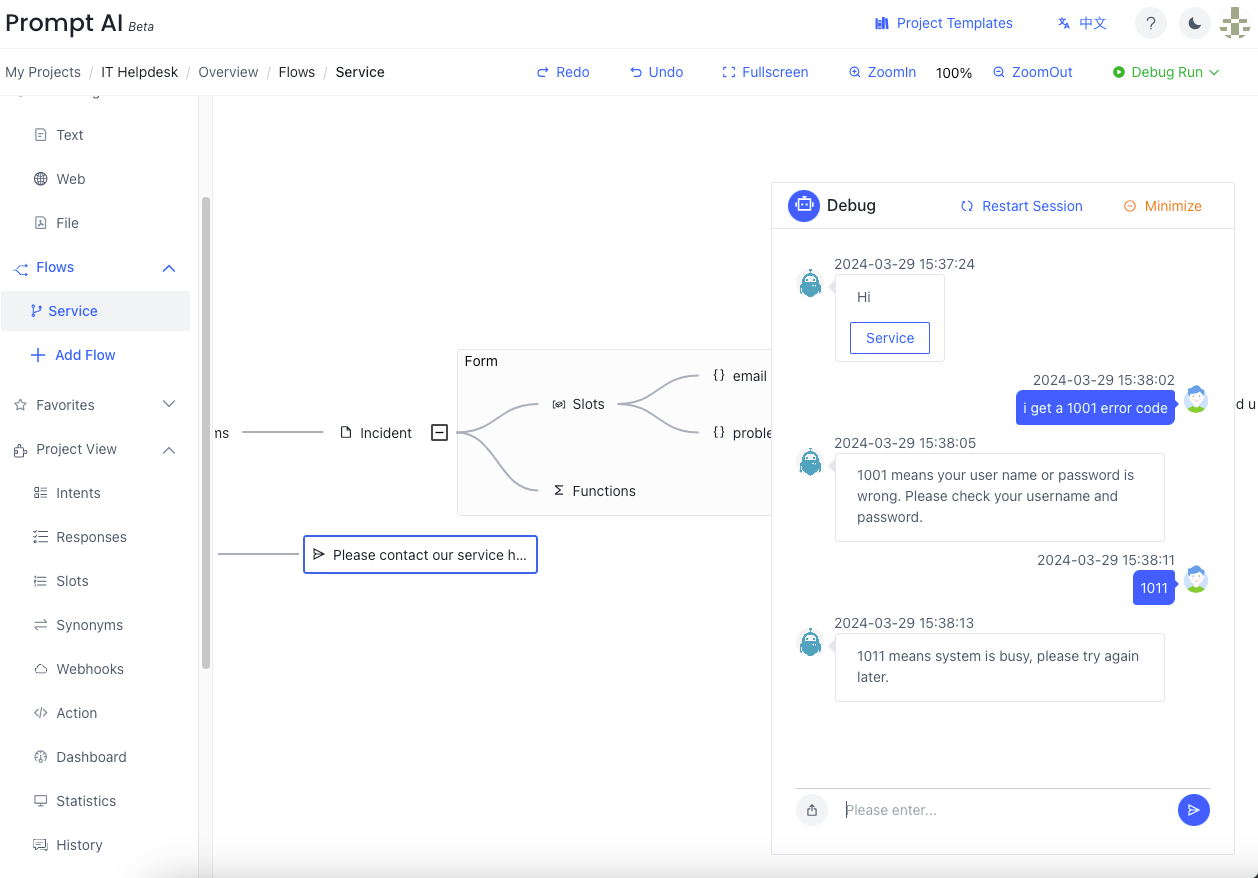 Prompt AI Beta
Project Templates
中文
?
My Projects / IT Helpdesk / Overview / Flows / Service
Redo
Undo
Fullscreen
ZoomIn
100%
ZoomOut
Debug Run
Text
Web
File
Flows
Service
Add Flow
Favorites
Project View
Intents
Responses
Slots
Synonyms
Webhooks
Action
Dashboard
Statistics
History
ms
Incident
Form
Slots
{} email
{} proble
Σ Functions
Please contact our service h...
d u
Debug
Restart Session
Minimize
2024-03-29 15:37:24
Hi
Service
2024-03-29 15:38:02
i get a 1001 error code
2024-03-29 15:38:05
1001 means your user name or password is
wrong. Please check your username and
password.
2024-03-29 15:38:11
1011
2024-03-29 15:38:13
1011 means system is busy, please try again
later.
Please enter...